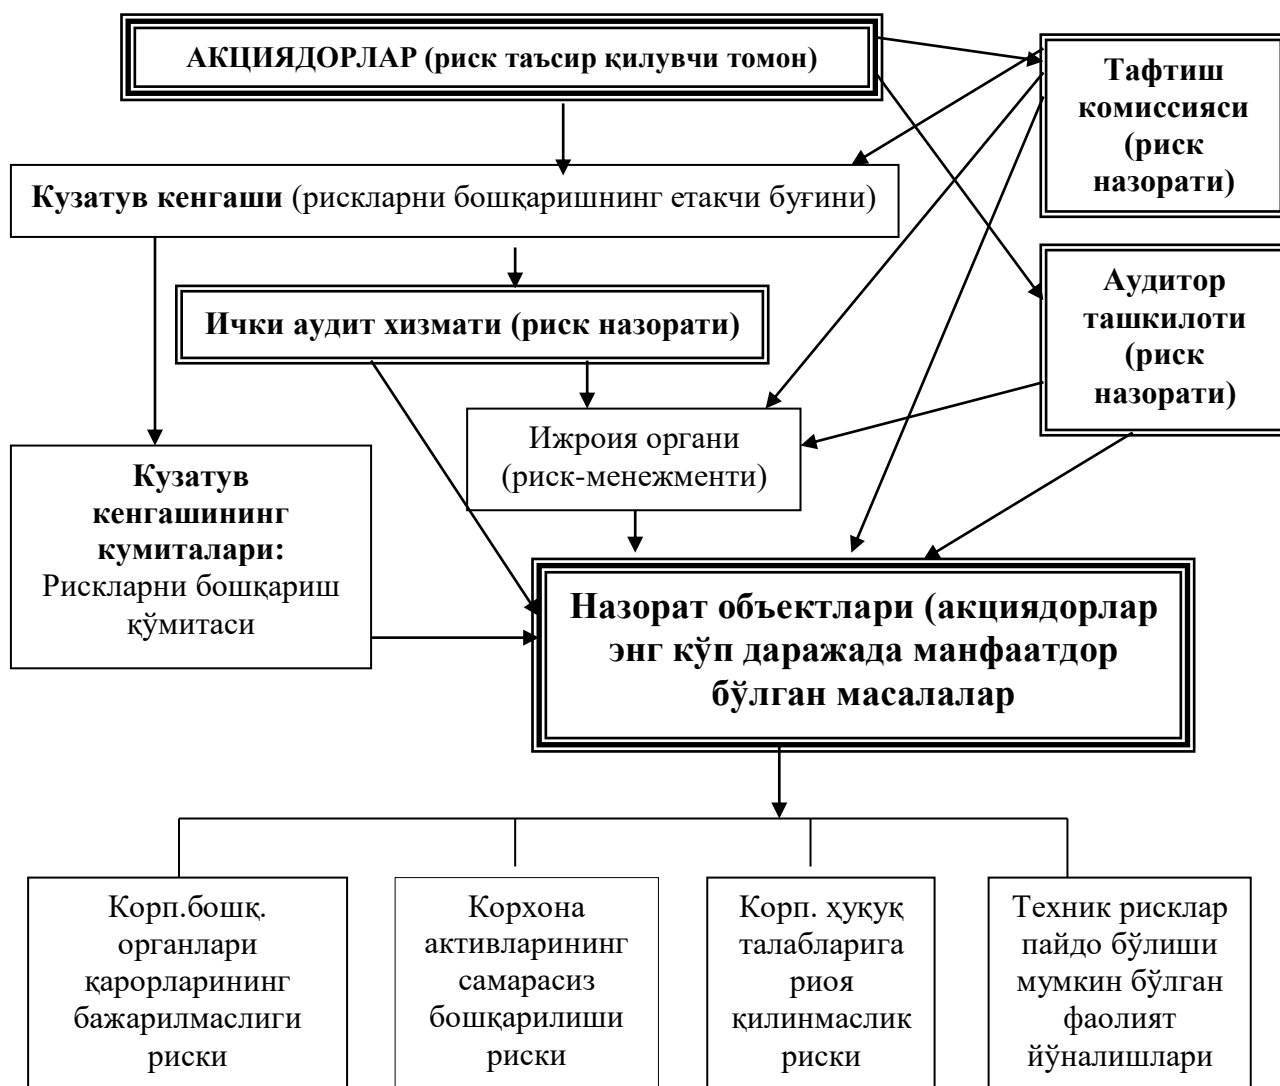 АКЦИЯДОРЛАР (риск таъсир қилувчи томон)
Тафтиш
комиссияси
(риск
назорати)
Кузатув кенгаши (рискларни бошқаришнинг етакчи буғини)
Аудитор
ташкилоти
(риск
назорати)
Ички аудит хизмати (риск назорати)
Ижроия органи
(риск-менежменти)
Кузатув
кенгашининг
кумиталари:
Рискларни бошқариш
қўмитаси
Назорат объектлари (акциядорлар
энг кўп даражада манфаатдор
бўлган масалалар
Корп.бошқ.
органлари
қарорларининг
бажарилмаслиги
риски
Корхона
активларининг
самарасиз
бошқарилиши
риски
Корп. ҳуқуқ
талабларига
риоя
қилинмаслик
риски
Техник рисклар
пайдо бўлиши
мумкин бўлган
фаолият
йўналишлари